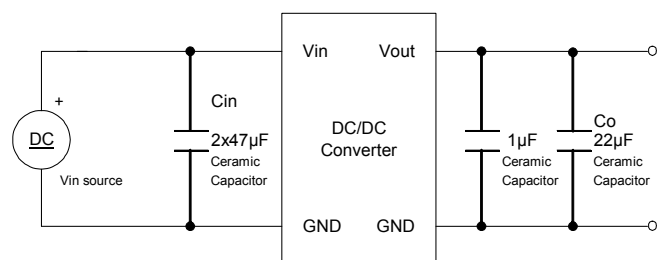 Vin Vout
Cin Co
+
DC
2x47µF
DC/DC
Converter
1µF
22µF
Ceramic
Capacitor
Ceramic
Capacitor
Ceramic
Capacitor
Vin source
GND GND